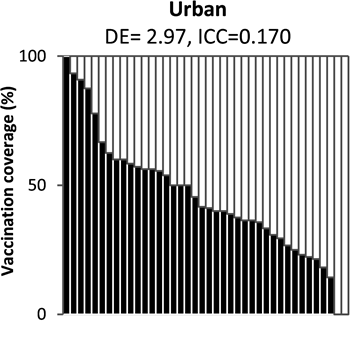 Urban
DE= 2.97, ICC=0.170
Vaccination coverage (%)
100
50
0